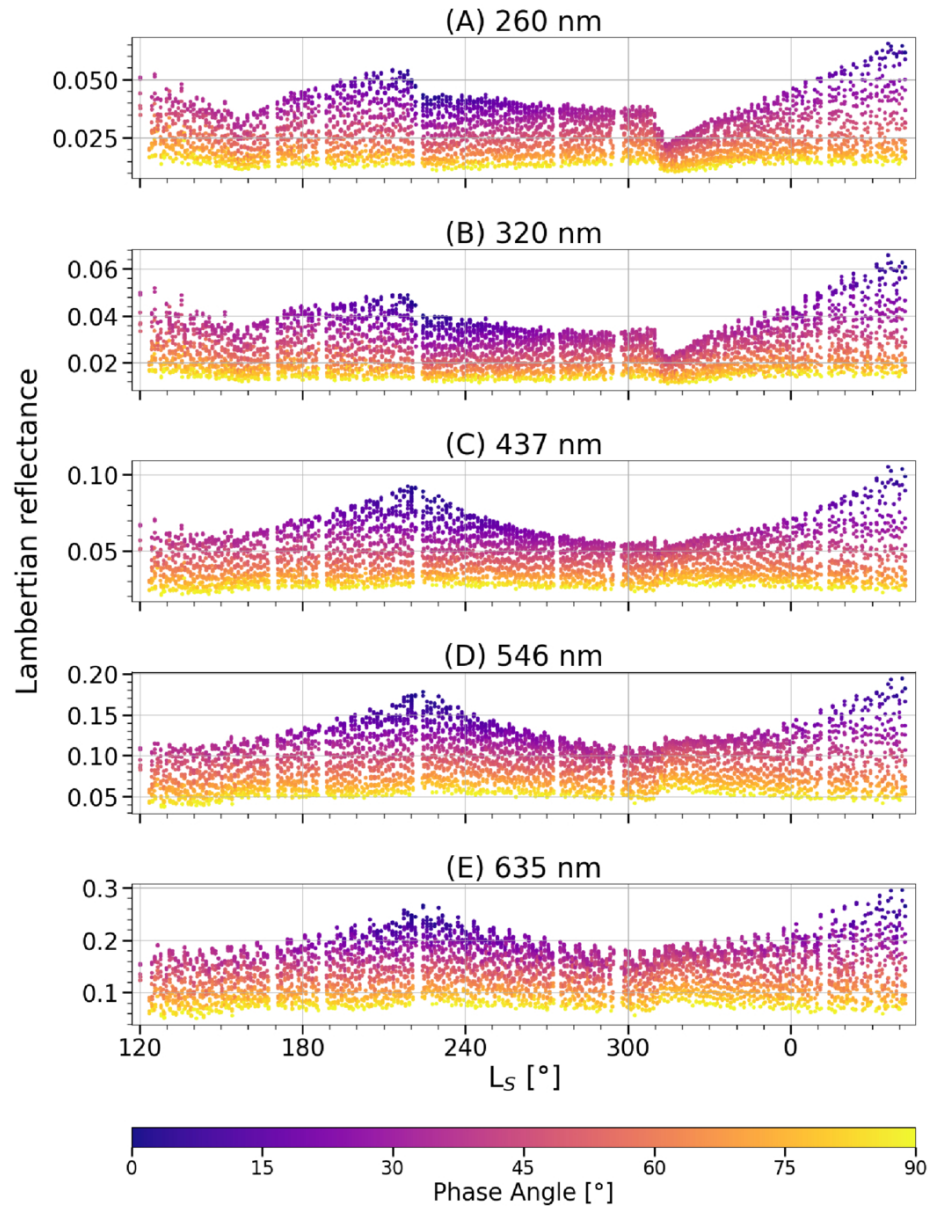 (A) 260 nm
0.050
0.025
(B) 320 nm
0.06
0.04
0.02
(C) 437 nm
0.10
0.05
Lambertian reflectance
(D) 546 nm
0.20
0.15
0.10
0.05
(E) 635 nm
0.3
0.2
0.1
120 180 240 300 0
L_S [°]
0 15 30 45 60 75 90
Phase Angle [°]